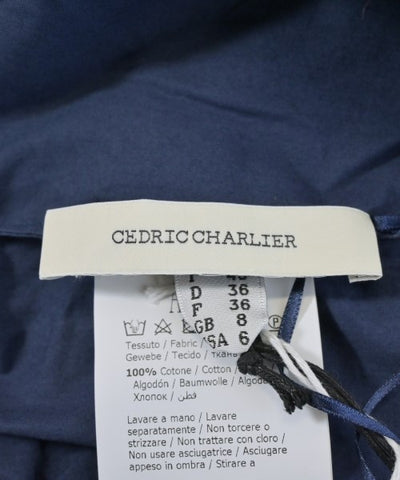 CEDRIC CHARLIER
D 36
F 36
GB 8
USA 6
Tessuto / Fabric /
Gewebe / Tecido / ткань
100% Cotone / Cotton /
Algodón / Baumwolle / Algodão
Хлопок / قطن
Lavare a mano / Lavare
separatamente / Non torcere o
strizzare / Non trattare con cloro /
Non usare asciugatrice / Asciugare
appeso in ombra / Stirare a